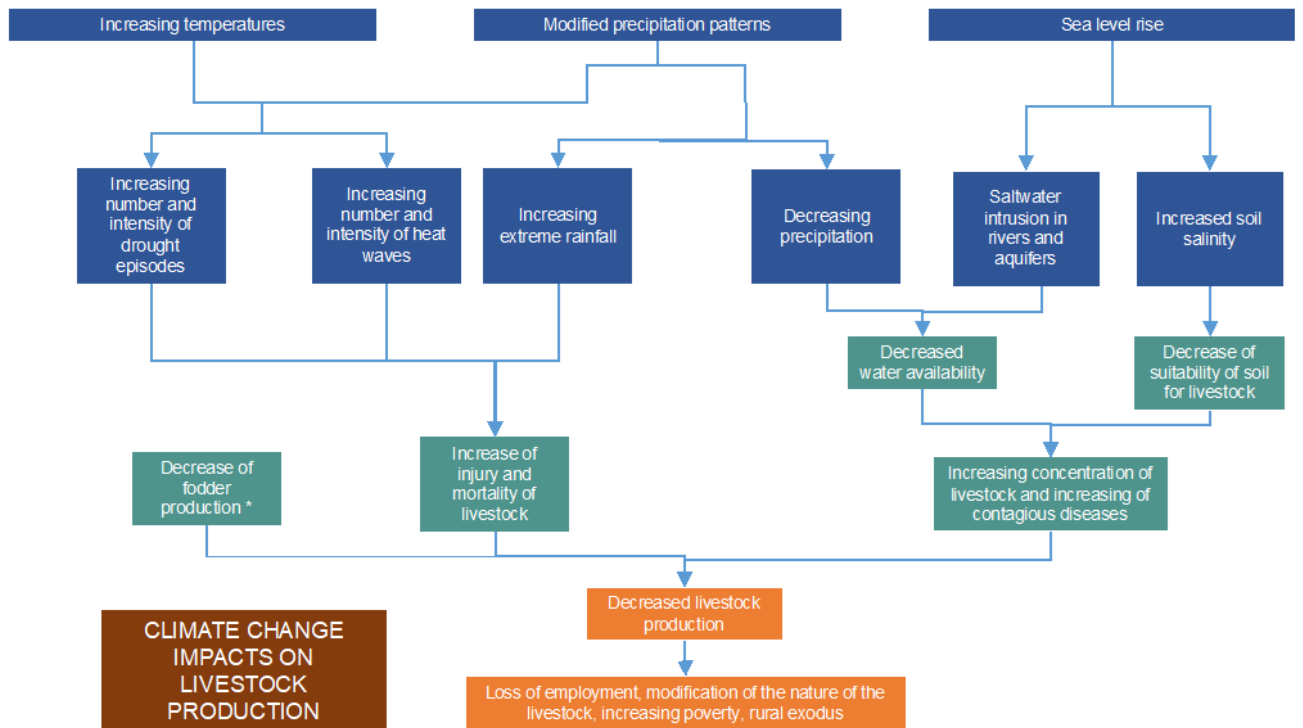 Increasing temperatures
Modified precipitation patterns
Sea level rise
Increasing
number and
intensity of
drought
episodes
Increasing
number and
intensity of heat
waves
Increasing
extreme rainfall
Decreasing
precipitation
Saltwater
intrusion in
rivers and
aquifers
Increased soil
salinity
Decreased
water availability
Decrease of
suitability of soil
for livestock
Decrease of
fodder
production *
Increase of
injury and
mortality of
livestock
Increasing concentration of
livestock and increasing of
contagious diseases
Decreased livestock
production
CLIMATE CHANGE
IMPACTS ON
LIVESTOCK
PRODUCTION
Loss of employment, modification of the nature of the
livestock, increasing poverty, rural exodus